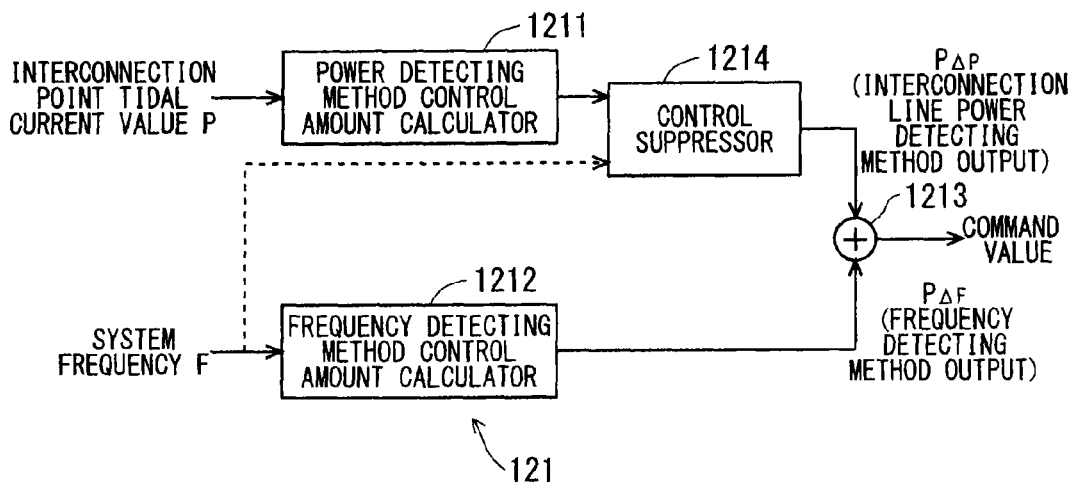 1211
INTERCONNECTION
POINT TIDAL
CURRENT VALUE P
POWER DETECTING
METHOD CONTROL
AMOUNT CALCULATOR
1214
CONTROL
SUPPRESSOR
PΔP
(INTERCONNECTION
LINE POWER
DETECTING
METHOD OUTPUT)
1213
+
COMMAND
VALUE
1212
SYSTEM
FREQUENCY F
FREQUENCY DETECTING
METHOD CONTROL
AMOUNT CALCULATOR
PΔF
(FREQUENCY
DETECTING
METHOD OUTPUT)
121